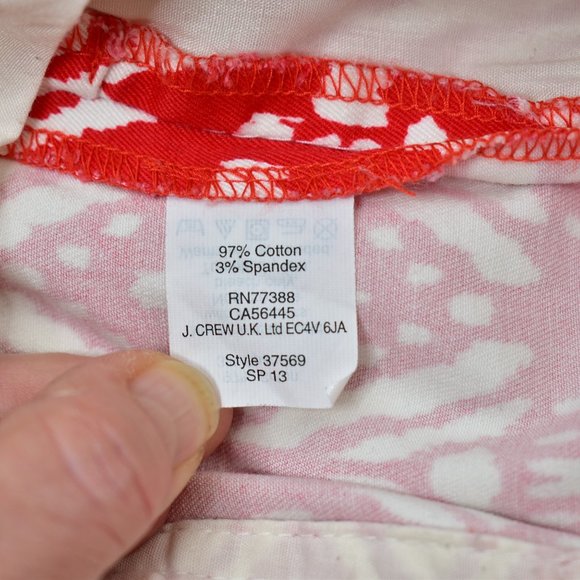 97% Cotton
3% Spandex
RN77388
CA56445
J. CREW U.K. Ltd EC4V 6JA
Style 37569
SP 13